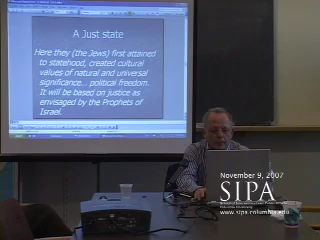 A Just state
Here they (the Jews) first attained
to statehood, created cultural
values of natural and universal
significance... political freedom.
It will be based on justice as
envisaged by the Prophets of
Israel.
November 9, 2007
SIPA
www.sipa.columbia.edu